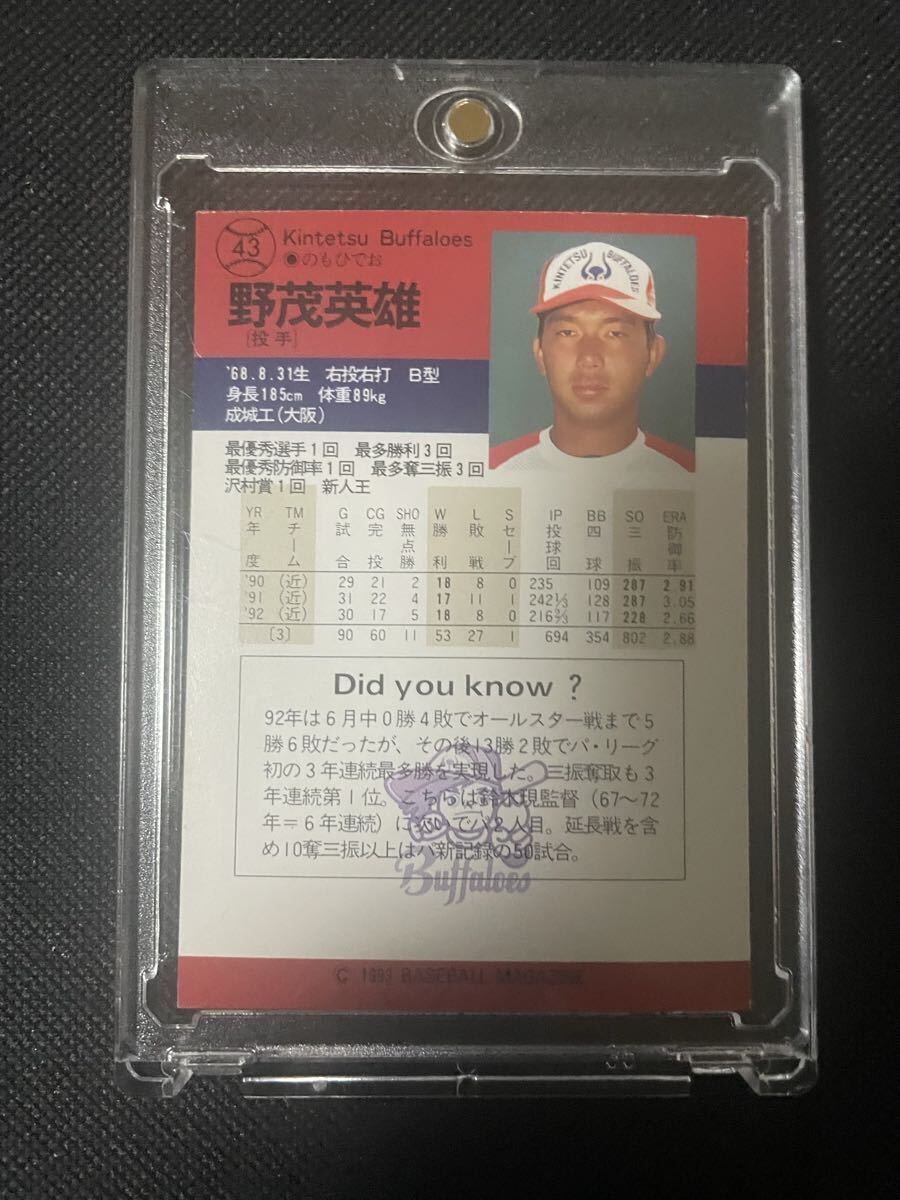 43 Kintetsu Buffaloes
●のもひでお
野茂英雄
[投手]
KINTETSU BUFFALOES
'68.8.31生 右投右打 B型
身長185cm 体重89kg
成城工(大阪)
最優秀選手1回 最多勝利3回
最優秀防御率1回 最多奪三振3回
沢村賞1回 新人王
YR TM G CG SHO W L S IP BB SO ERA
年度 チーム 試合 完投 無点勝 勝利 敗戦 セーブ 投球回 四球 三振 防御率
'90 (近) 29 21 2 18 8 0 235 109 287 2.91
'91 (近) 31 22 4 17 11 1 242⅓ 128 287 3.05
'92 (近) 30 17 5 18 8 0 216⅔ 117 228 2.66
[3] 90 60 11 53 27 1 694 354 802 2.88
Did you know ?
92年は6月中0勝4敗でオールスター戦まで5
勝6敗だったが、その後13勝2敗でパ・リーグ
初の3年連続最多勝を実現した。三振奪取も3
年連続第1位。こちらは鈴木現監督(67〜72
年=6年連続)に次いでパ2人目。延長戦を含
め10奪三振以上はパ新記録の50試合。
Buffaloes
C 1993 BASEBALL MAGAZINE